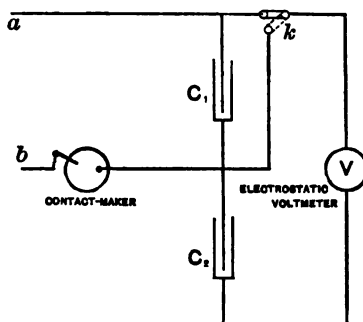 a
k
C₁
b
CONTACT-MAKER
ELECTROSTATIC
VOLTMETER
V
C₂